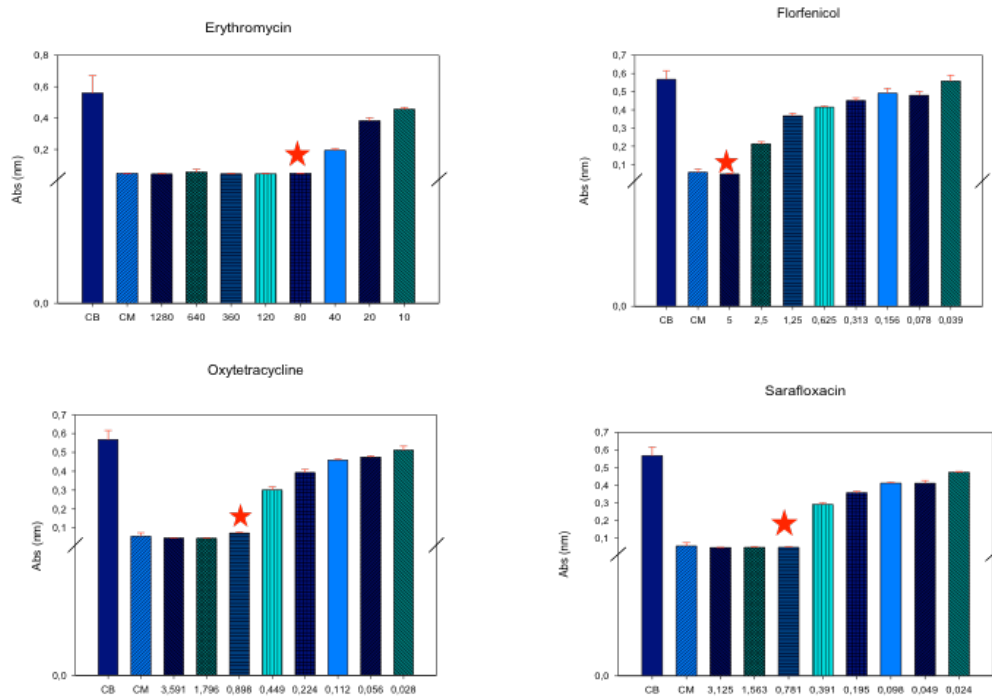 Erythromycin
Abs (nm)
0,8
0,6
0,4
0,2
0,0
CB CM 1280 640 360 120 80 40 20 10
Florfenicol
Abs (nm)
0,7
0,6
0,5
0,4
0,3
0,2
0,1
0,0
CB CM 5 2,5 1,25 0,625 0,313 0,156 0,078 0,039
Oxytetracycline
Abs (nm)
0,7
0,6
0,5
0,4
0,3
0,2
0,1
0,0
CB CM 3,591 1,796 0,898 0,449 0,224 0,112 0,056 0,028
Sarafloxacin
Abs (nm)
0,7
0,6
0,5
0,4
0,3
0,2
0,1
0,0
CB CM 3,125 1,563 0,781 0,391 0,195 0,098 0,049 0,024